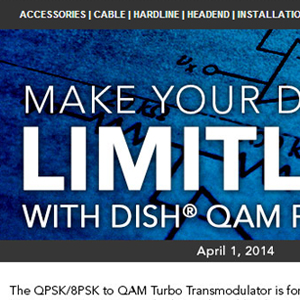 ACCESSORIES | CABLE | HARDLINE | HEADEND | INSTALLATIO
MAKE YOUR D
LIMITL
WITH DISH® QAM
April 1, 2014
The QPSK/8PSK to QAM Turbo Transmodulator is for